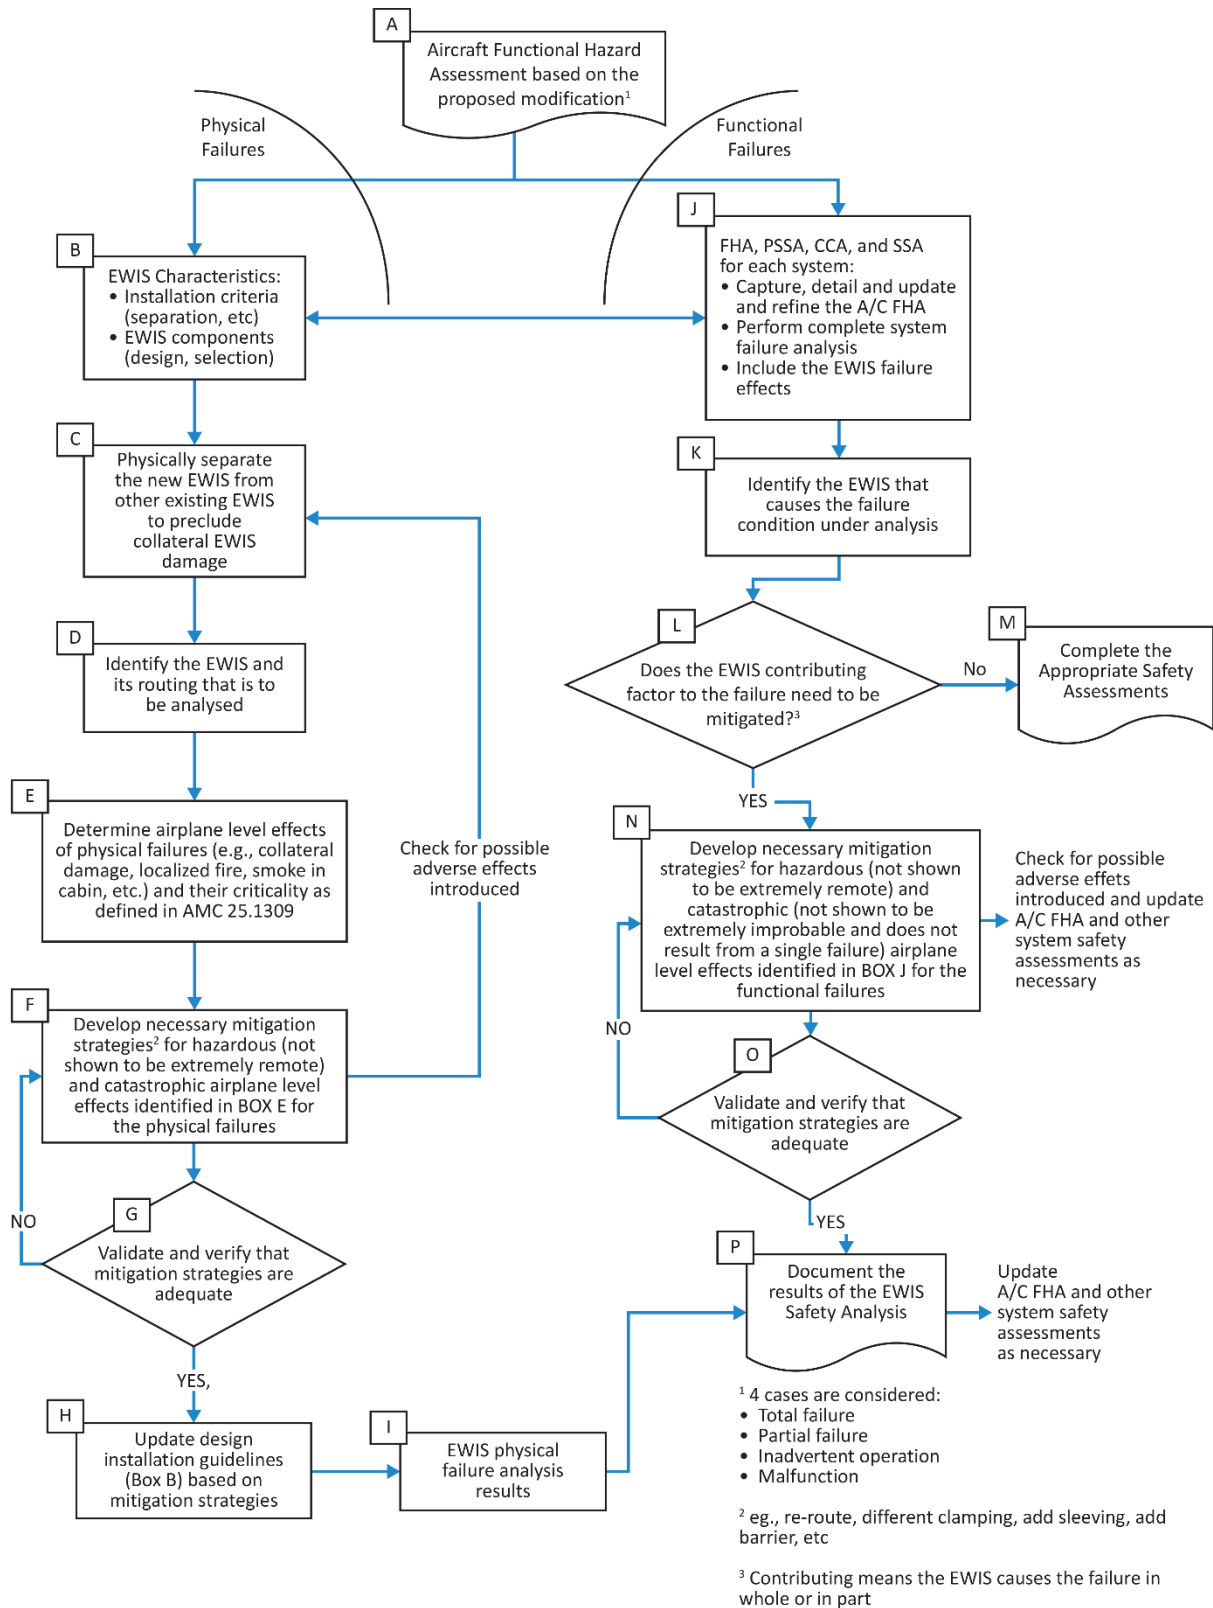 A
Aircraft Functional Hazard
Assessment based on the
proposed modification¹
Physical
Failures
Functional
Failures
B
EWIS Characteristics:
• Installation criteria
(separation, etc)
• EWIS components
(design, selection)
C
Physically separate
the new EWIS from
other existing EWIS
to preclude
collateral EWIS
damage
D
Identify the EWIS and
its routing that is to
be analysed
E
Determine airplane level effects
of physical failures (e.g., collateral
damage, localized fire, smoke in
cabin, etc.) and their criticality as
defined in AMC 25.1309
Check for possible
adverse effects
introduced
F
Develop necessary mitigation
strategies² for hazardous (not
shown to be extremely remote)
and catastrophic airplane level
effects identified in BOX E for
the physical failures
NO
G
Validate and verify that
mitigation strategies are
adequate
YES,
H
Update design
installation guidelines
(Box B) based on
mitigation strategies
I
EWIS physical
failure analysis
results
J
FHA, PSSA, CCA, and SSA
for each system:
• Capture, detail and update
and refine the A/C FHA
• Perform complete system
failure analysis
• Include the EWIS failure
effects
K
Identify the EWIS that
causes the failure
condition under analysis
L
Does the EWIS contributing
factor to the failure need to be
mitigated?³
No
M
Complete the
Appropriate Safety
Assessments
YES
N
Develop necessary mitigation
strategies² for hazardous (not shown
to be extremely remote) and
catastrophic (not shown to be
extremely improbable and does not
result from a single failure) airplane
level effects identified in BOX J for the
functional failures
Check for possible
adverse effets
introduced and update
A/C FHA and other
system safety
assessments as
necessary
NO
O
Validate and verify that
mitigation strategies are
adequate
YES
P
Document the
results of the EWIS
Safety Analysis
Update
A/C FHA and other
system safety
assessments
as necessary
¹ 4 cases are considered:
• Total failure
• Partial failure
• Inadvertent operation
• Malfunction
² eg., re-route, different clamping, add sleeving, add
barrier, etc
³ Contributing means the EWIS causes the failure in
whole or in part